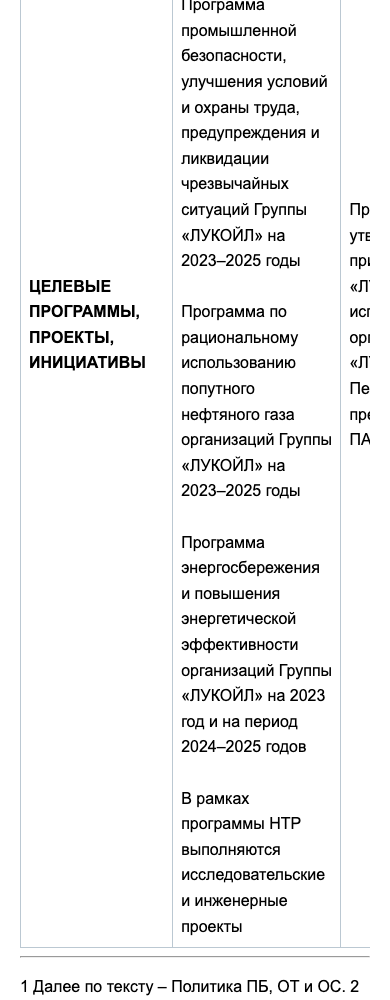 Программа
промышленной
безопасности,
улучшения условий
и охраны труда,
предупреждения и
ликвидации
чрезвычайных
ситуаций Группы
«ЛУКОЙЛ» на
2023–2025 годы
ЦЕЛЕВЫЕ
ПРОГРАММЫ,
ПРОЕКТЫ,
ИНИЦИАТИВЫ
Программа по
рациональному
использованию
попутного
нефтяного газа
организаций Группы
«ЛУКОЙЛ» на
2023–2025 годы
Программа
энергосбережения
и повышения
энергетической
эффективности
организаций Группы
«ЛУКОЙЛ» на 2023
год и на период
2024–2025 годов
В рамках
программы НТР
выполняются
исследовательские
и инженерные
проекты
1 Далее по тексту – Политика ПБ, ОТ и ОС. 2